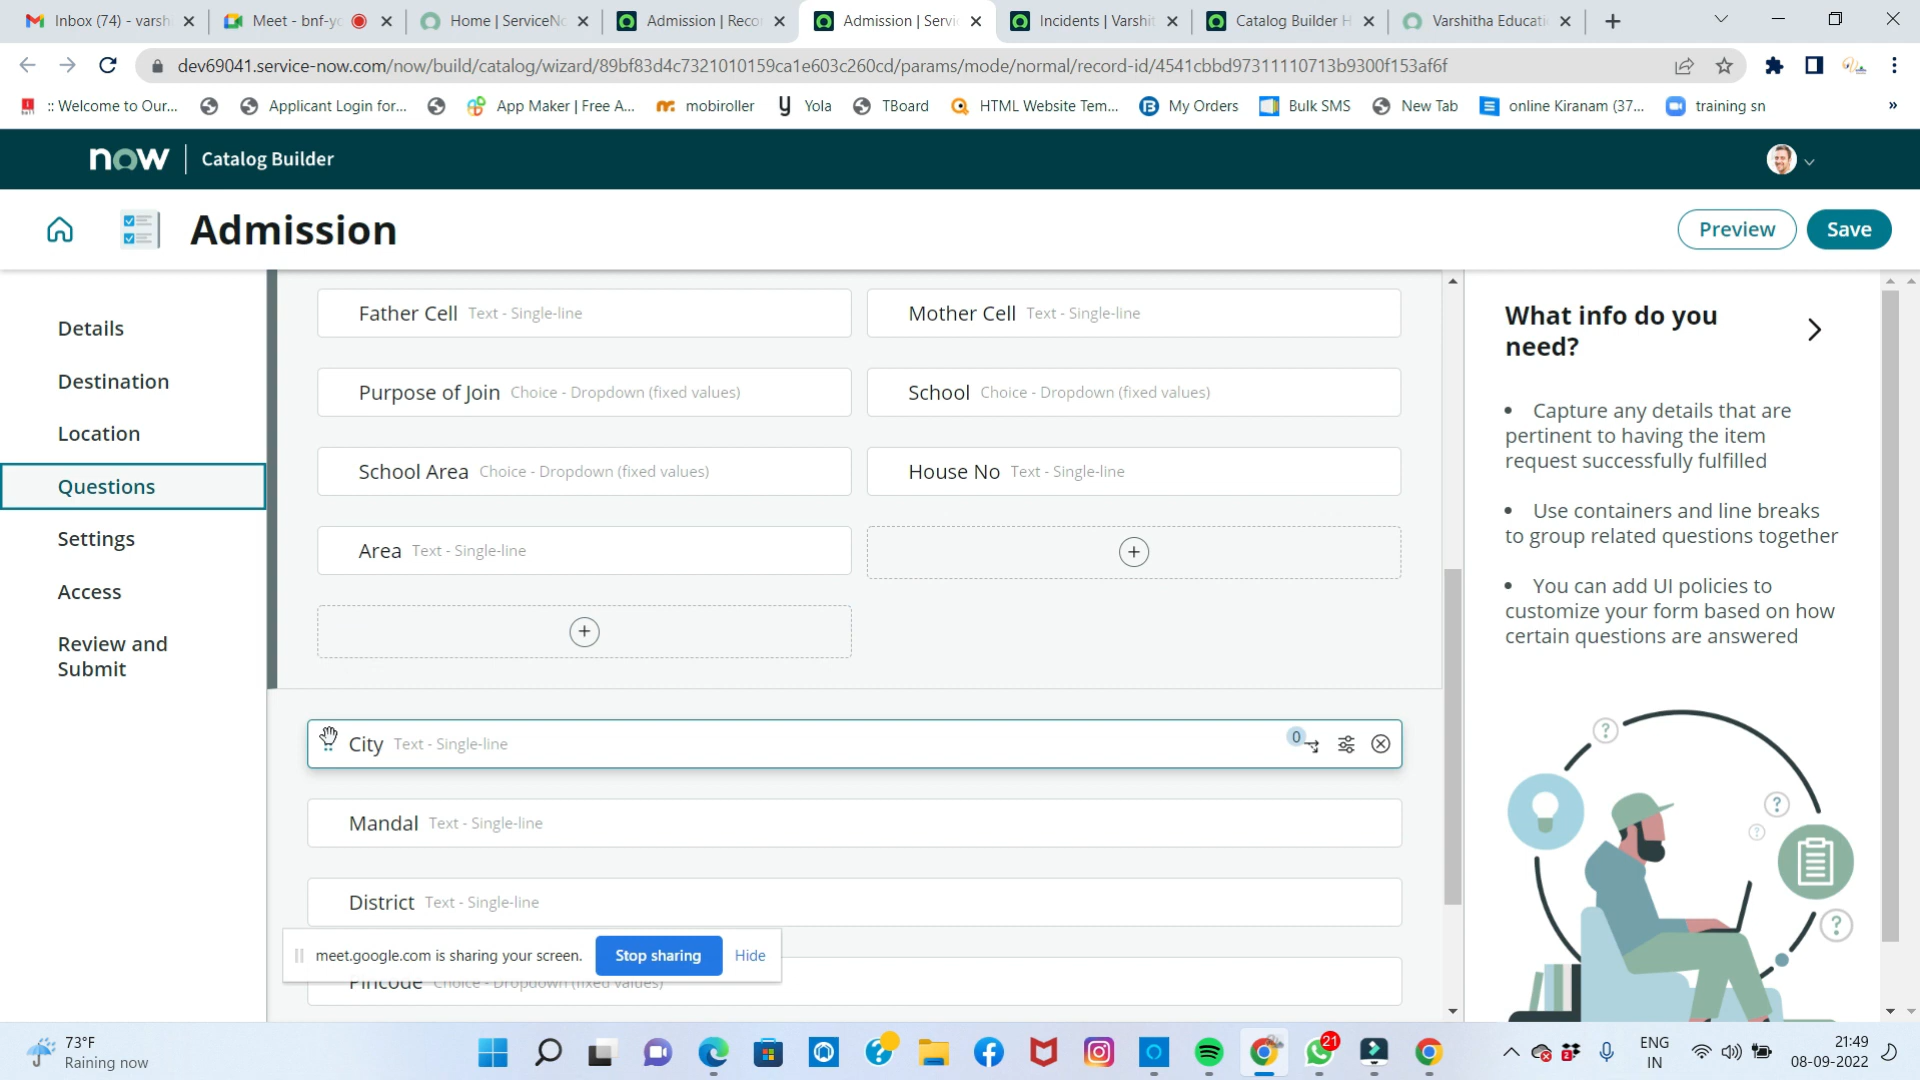 Inbox (74) - varsh
Meet - bnf-yc
Home | ServiceNo
Admission | Reco
Admission | Servi
Incidents | Varshit
Catalog Builder H
Varshitha Educati
dev69041.service-now.com/now/build/catalog/wizard/89bf83d4c7321010159ca1e603c260cd/params/mode/normal/record-id/4541cbbd97311110713b9300f153af6f
:: Welcome to Our...
Applicant Login for...
App Maker | Free A...
mobiroller
Yola
TBoard
HTML Website Tem...
My Orders
Bulk SMS
New Tab
online Kiranam (37...
training sn
»
now Catalog Builder
Admission
Preview
Save
Details
Destination
Location
Questions
Settings
Access
Review and
Submit
Father Cell Text - Single-line
Mother Cell Text - Single-line
Purpose of Join Choice - Dropdown (fixed values)
School Choice - Dropdown (fixed values)
School Area Choice - Dropdown (fixed values)
House No Text - Single-line
Area Text - Single-line
City Text - Single-line
0
Mandal Text - Single-line
District Text - Single-line
Pincode Choice - Dropdown (fixed values)
meet.google.com is sharing your screen.
Stop sharing
Hide
What info do you
need?
• Capture any details that are
pertinent to having the item
request successfully fulfilled
• Use containers and line breaks
to group related questions together
• You can add UI policies to
customize your form based on how
certain questions are answered
?
?
?
?
73°F
Raining now
21
ENG
IN
21:49
08-09-2022